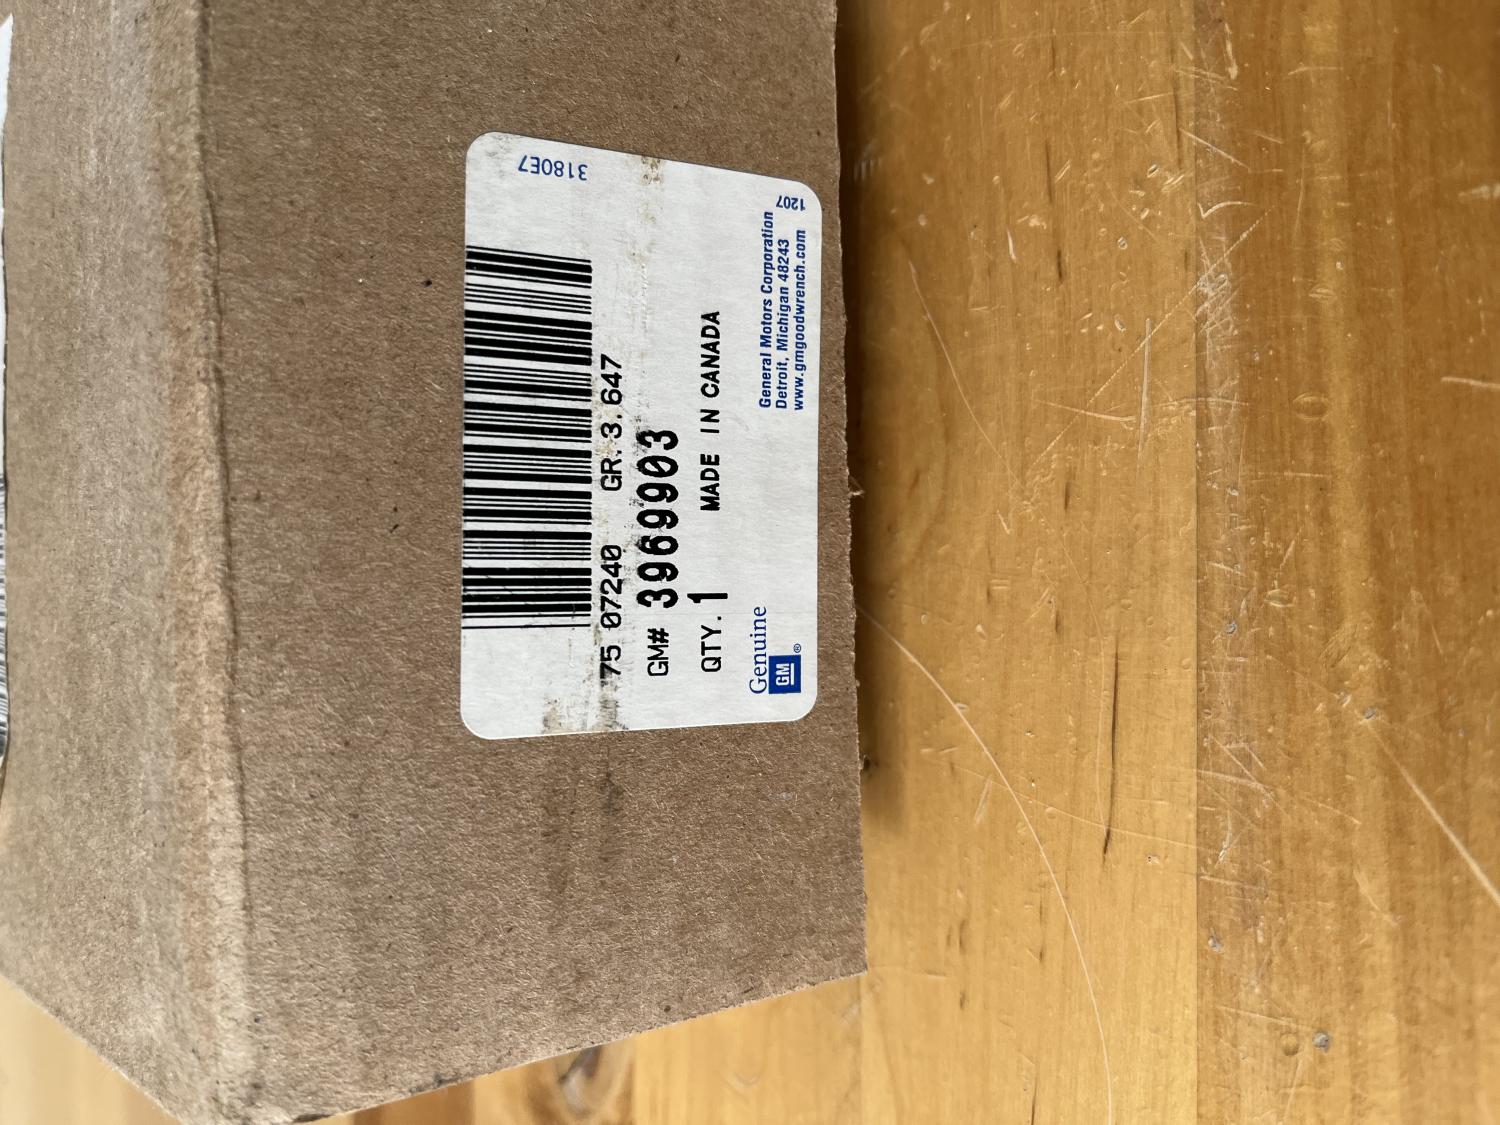 75 07240 GR. 3.647
GM# 3969903
QTY. 1 MADE IN CANADA
Genuine
GM®
General Motors Corporation
Detroit, Michigan 48243
www.gmgoodwrench.com
1207
3180E7